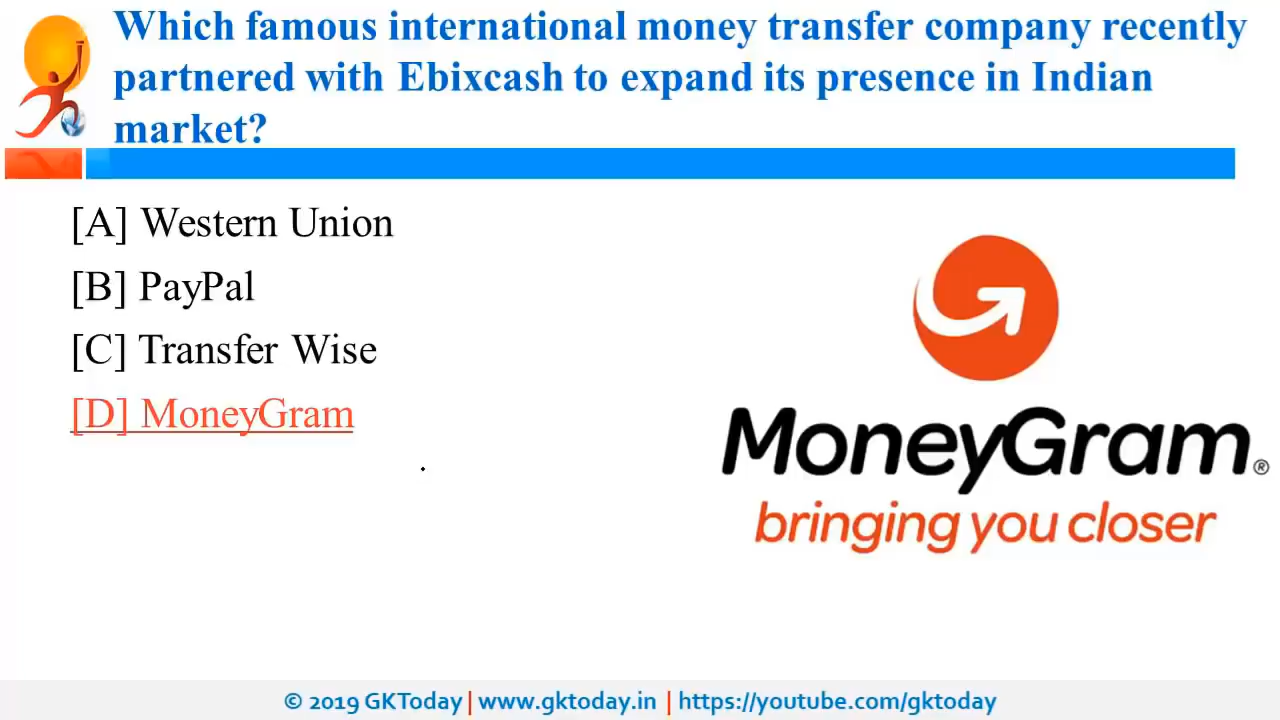 Which famous international money transfer company recently
partnered with Ebixcash to expand its presence in Indian
market?
[A] Western Union
[B] PayPal
[C] Transfer Wise
[D] MoneyGram
MoneyGram®
bringing you closer
© 2019 GKToday | www.gktoday.in | https://youtube.com/gktoday